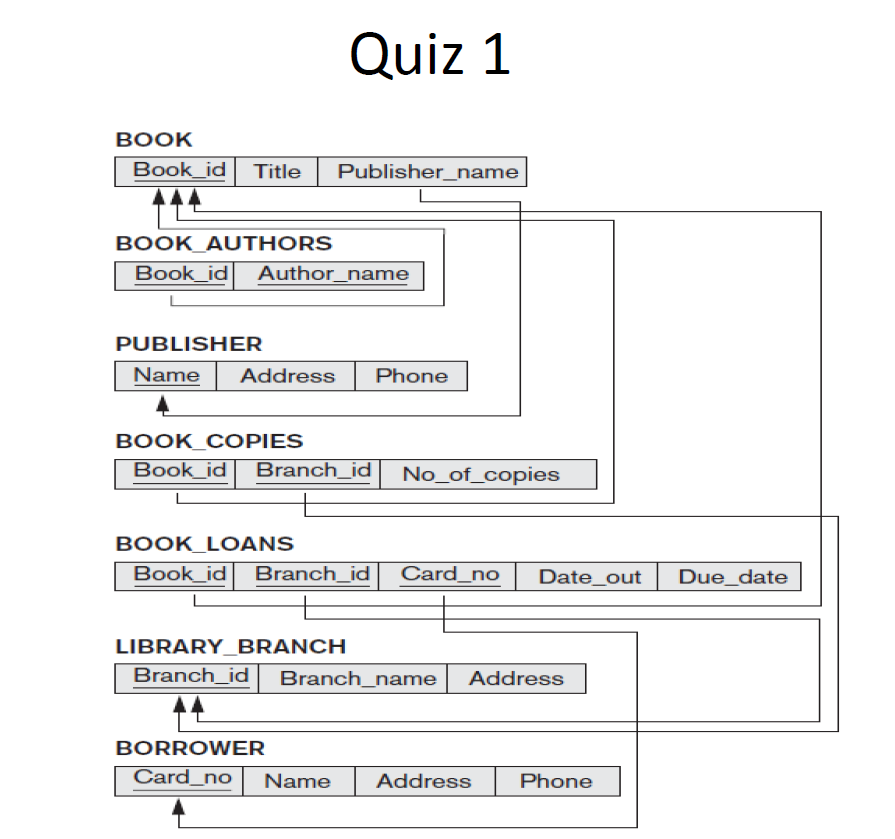 Quiz 1
BOOK
Book_id Title Publisher_name
BOOK_AUTHORS
Book_id Author_name
PUBLISHER
Name Address Phone
BOOK_COPIES
Book_id Branch_id No_of_copies
BOOK_LOANS
Book_id Branch_id Card_no Date_out Due_date
LIBRARY_BRANCH
Branch_id Branch_name Address
BORROWER
Card_no Name Address Phone